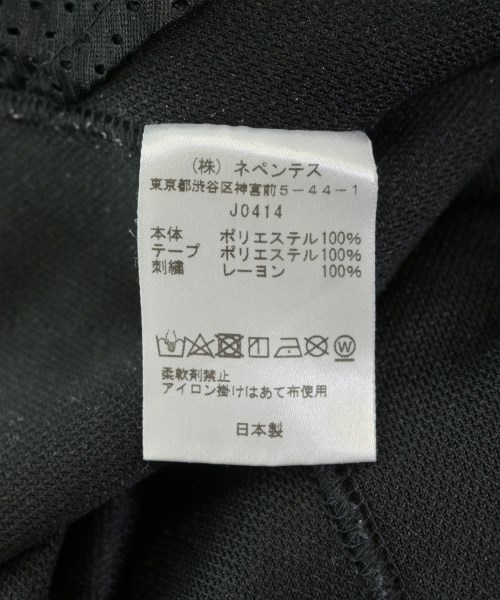 （株）ネペンテス
東京都渋谷区神宮前5－44－1
J0414
本体 ポリエステル100%
テープ ポリエステル100%
刺繍 レーヨン 100%
W
柔軟剤禁止
アイロン掛けはあて布使用
日本製